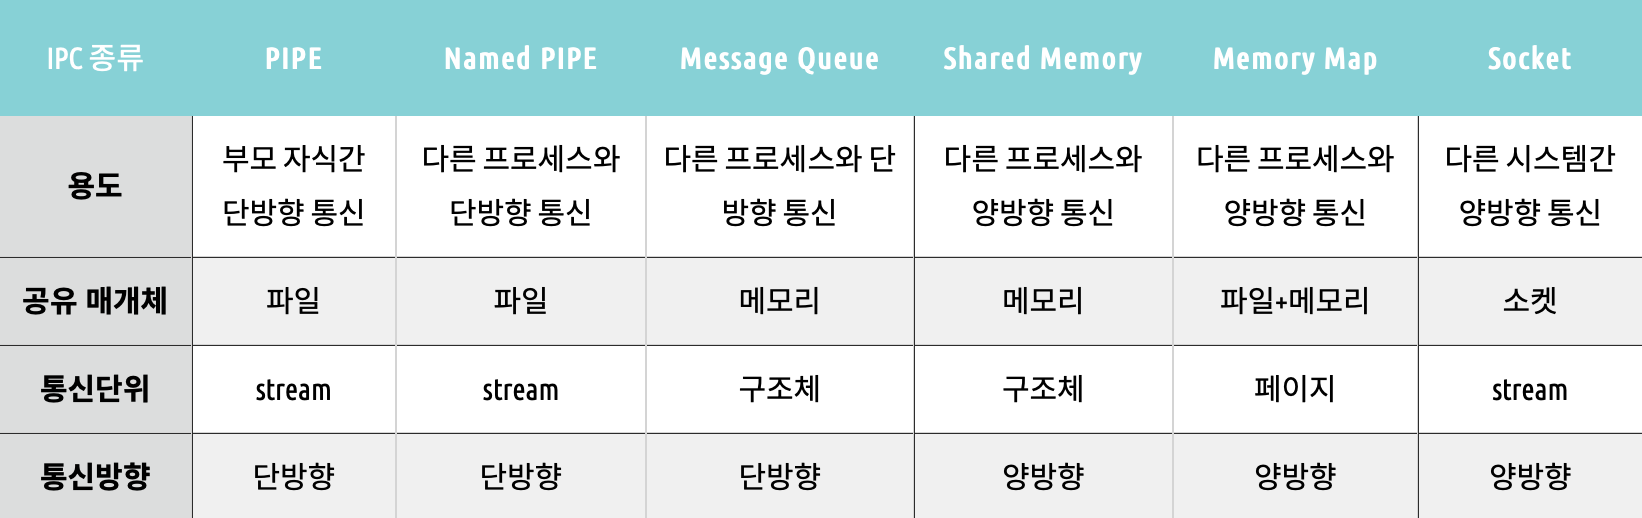 IPC 종류 PIPE Named PIPE Message Queue Shared Memory Memory Map Socket
용도
부모 자식간
단방향 통신
다른 프로세스와
단방향 통신
다른 프로세스와 단
방향 통신
다른 프로세스와
양방향 통신
다른 프로세스와
양방향 통신
다른 시스템간
양방향 통신
공유 매개체 파일 파일 메모리 메모리 파일+메모리 소켓
통신단위 stream stream 구조체 구조체 페이지 stream
통신방향 단방향 단방향 단방향 양방향 양방향 양방향